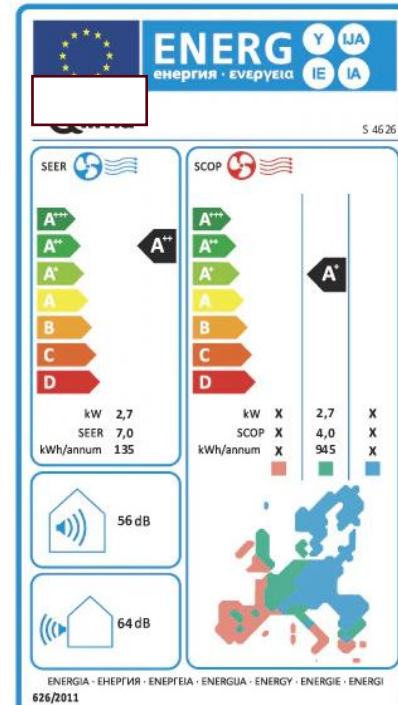 ENERG Y IJA
енергия · ενεργεια IE IA
S 4626
SEER
SCOP
A+++
A++
A+
A
B
C
D
A++
kW 2,7
SEER 7,0
kWh/annum 135
A+++
A++
A+
A
B
C
D
A+
kW X 2,7 X
SCOP X 4,0 X
kWh/annum X 945 X
56 dB
64 dB
ENERGIA · ЕНЕРГИЯ · ΕΝΕΡΓΕΙΑ · ENERGIJA · ENERGY · ENERGIE · ENERGI
626/2011